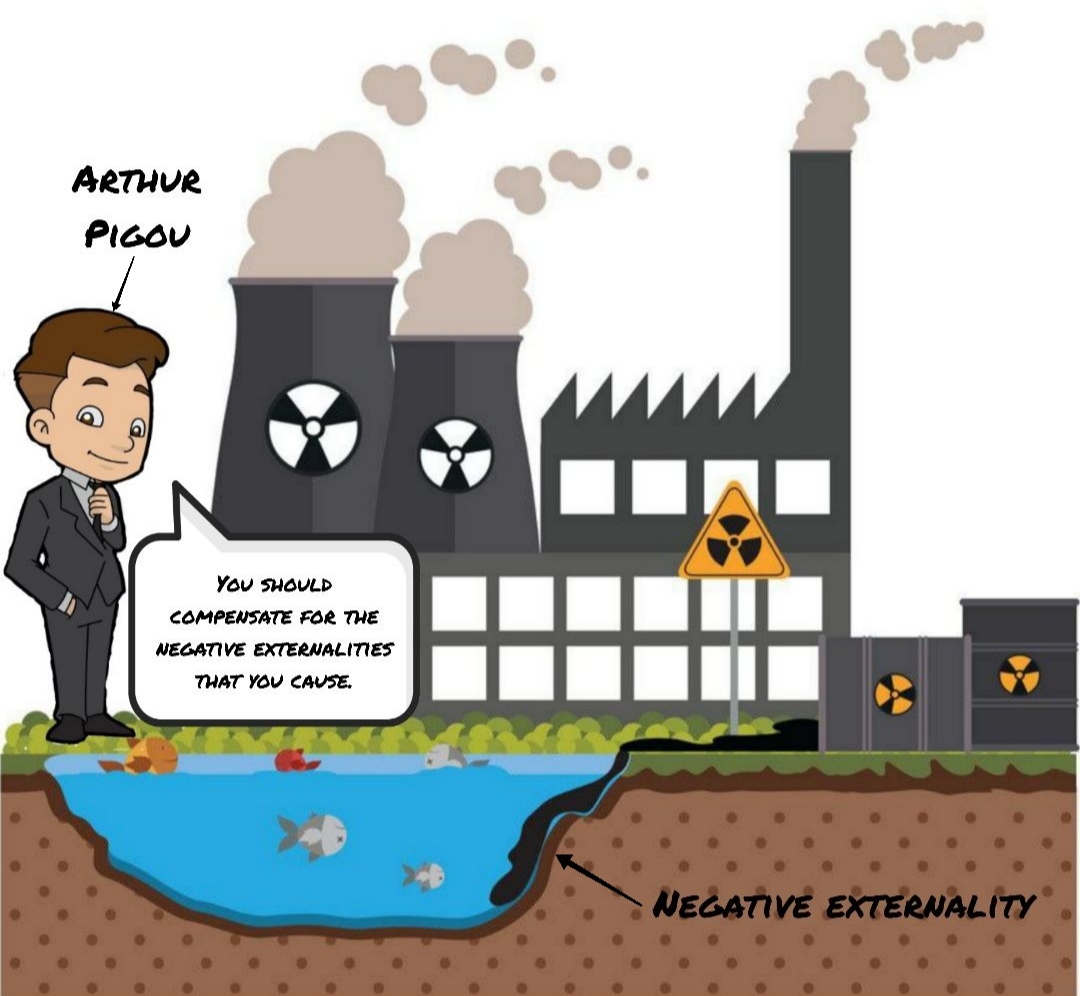 Arthur
Pigou
You should
compensate for the
negative externalities
that you cause.
Negative externality